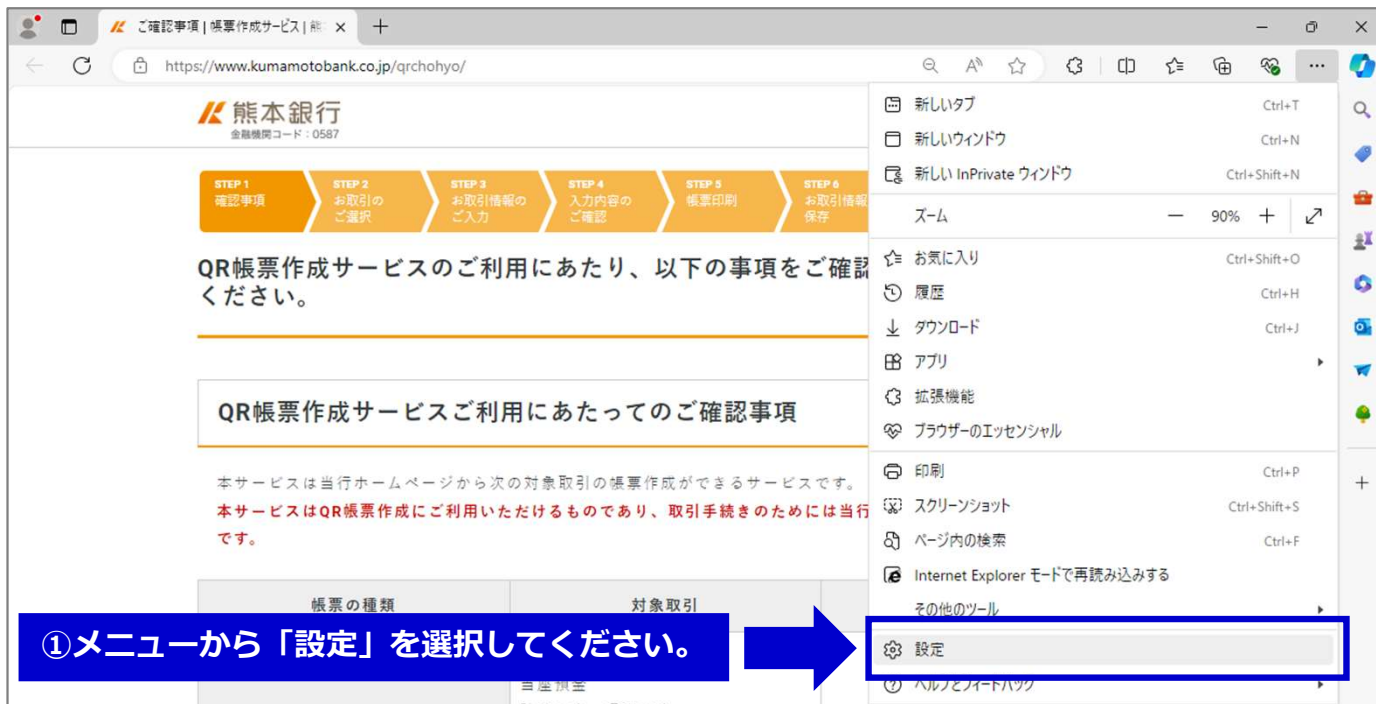 ご確認事項 | 帳票作成サービス | 熊
https://www.kumamotobank.co.jp/qrchohyo/
熊本銀行
金融機関コード：0587
STEP 1
確認事項
STEP 2
お取引の
ご選択
STEP 3
お取引情報の
ご入力
STEP 4
入力内容の
ご確認
STEP 5
帳票印刷
STEP 6
お取引情報
保存
QR帳票作成サービスのご利用にあたり、以下の事項をご確認
ください。
QR帳票作成サービスご利用にあたってのご確認事項
本サービスは当行ホームページから次の対象取引の帳票作成ができるサービスです。
本サービスはQR帳票作成にご利用いただけるものであり、取引手続きのためには当行
です。
帳票の種類
対象取引
①メニューから「設定」を選択してください。
当座預金
新しいタブ Ctrl+T
新しいウィンドウ Ctrl+N
新しい InPrivate ウィンドウ Ctrl+Shift+N
ズーム 90%
お気に入り Ctrl+Shift+O
履歴 Ctrl+H
ダウンロード Ctrl+J
アプリ
拡張機能
ブラウザーのエッセンシャル
印刷 Ctrl+P
スクリーンショット Ctrl+Shift+S
ページ内の検索 Ctrl+F
Internet Explorer モードで再読み込みする
その他のツール
設定
ヘルプとフィードバック